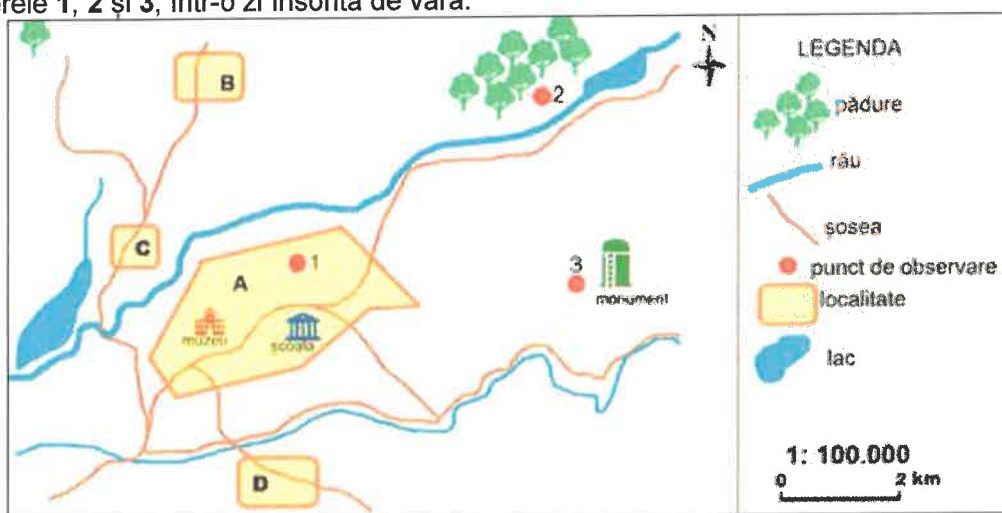 erele 1, 2 și 3, într-o zi însorită de vară.
B
2
N
C
A
1
3
monument
muzeu
școala
D
LEGENDA
pădure
râu
șosea
punct de observare
localitate
lac
1: 100.000
0 2 km